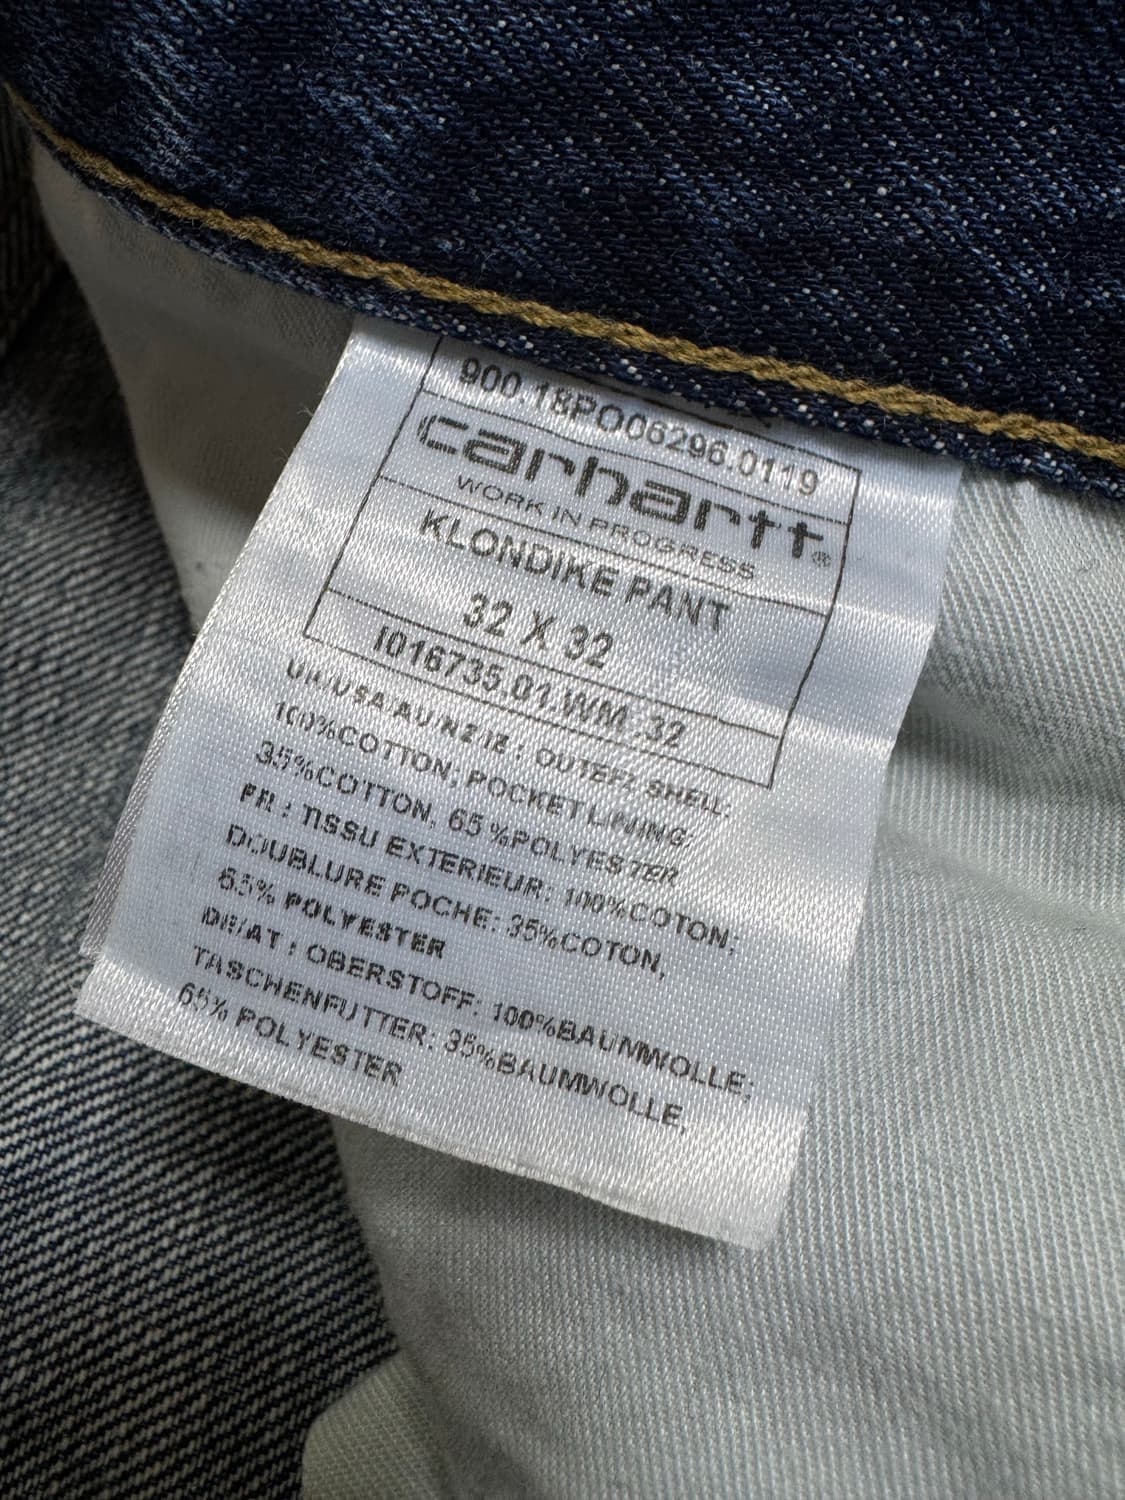 900.18PO06296.0119
carhartt®
WORK IN PROGRESS
KLONDIKE PANT
32 X 32
I016735.01.WM 32
UK/USA/AU/NZ/IE : OUTER SHELL:
100%COTTON; POCKET LINING:
35%COTTON, 65%POLYESTER
FR : TISSU EXTERIEUR: 100%COTON;
DOUBLURE POCHE: 35%COTON,
65% POLYESTER
DE/AT : OBERSTOFF: 100%BAUMWOLLE;
TASCHENFUTTER: 35%BAUMWOLLE,
65% POLYESTER